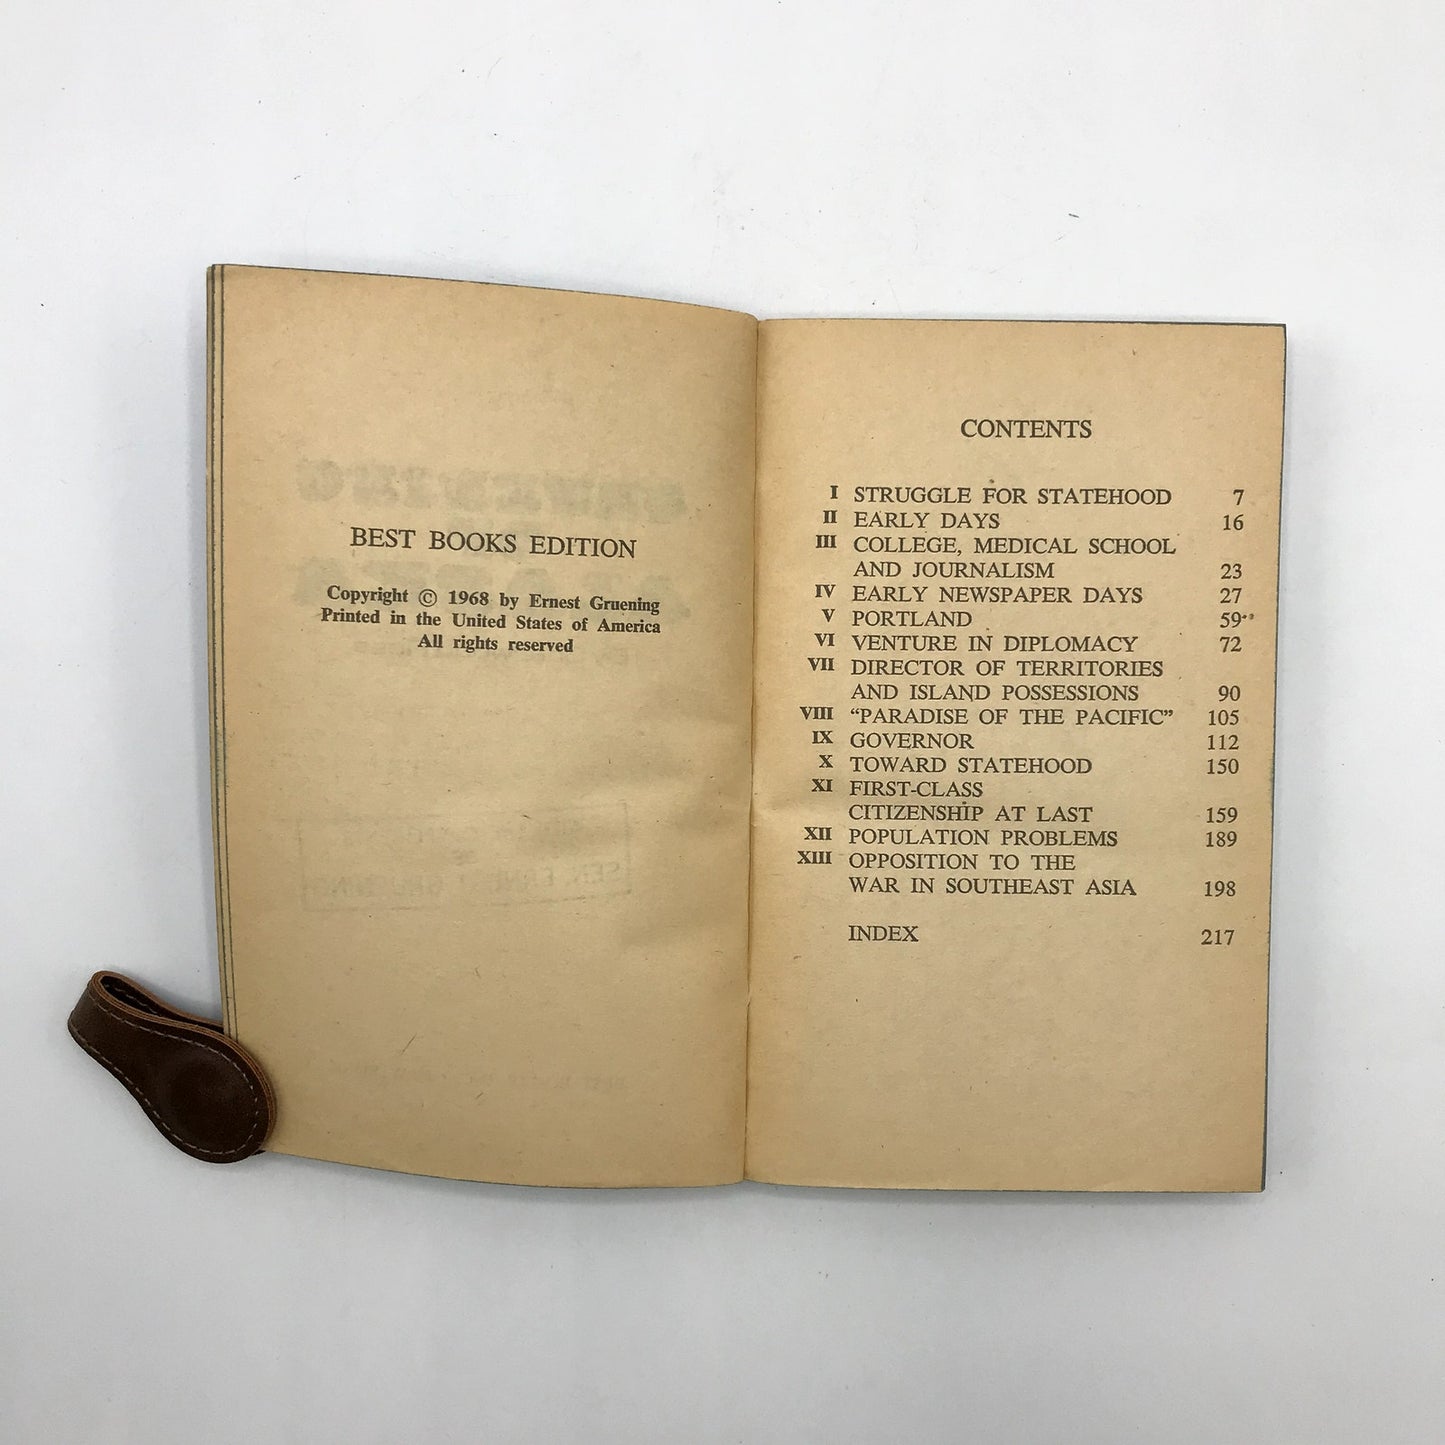 BEST BOOKS EDITION
Copyright © 1968 by Ernest Gruening
Printed in the United States of America
All rights reserved
CONTENTS
I STRUGGLE FOR STATEHOOD 7
II EARLY DAYS 16
III COLLEGE, MEDICAL SCHOOL
AND JOURNALISM 23
IV EARLY NEWSPAPER DAYS 27
V PORTLAND 59
VI VENTURE IN DIPLOMACY 72
VII DIRECTOR OF TERRITORIES
AND ISLAND POSSESSIONS 90
VIII “PARADISE OF THE PACIFIC” 105
IX GOVERNOR 112
X TOWARD STATEHOOD 150
XI FIRST-CLASS
CITIZENSHIP AT LAST 159
XII POPULATION PROBLEMS 189
XIII OPPOSITION TO THE
WAR IN SOUTHEAST ASIA 198
INDEX 217